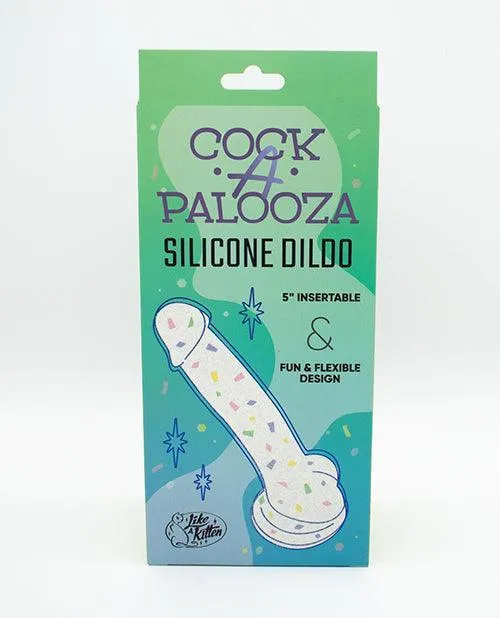 COCK
· A ·
PALOOZA
SILICONE DILDO
5" INSERTABLE
&
FUN & FLEXIBLE
DESIGN
Like
A
Kitten